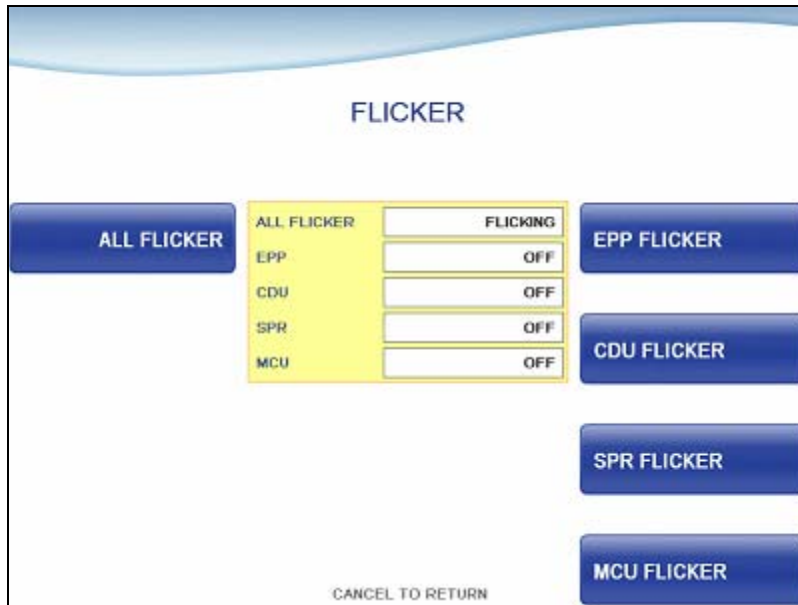 FLICKER
ALL FLICKER
ALL FLICKER FLICKING
EPP OFF
CDU OFF
SPR OFF
MCU OFF
EPP FLICKER
CDU FLICKER
SPR FLICKER
MCU FLICKER
CANCEL TO RETURN